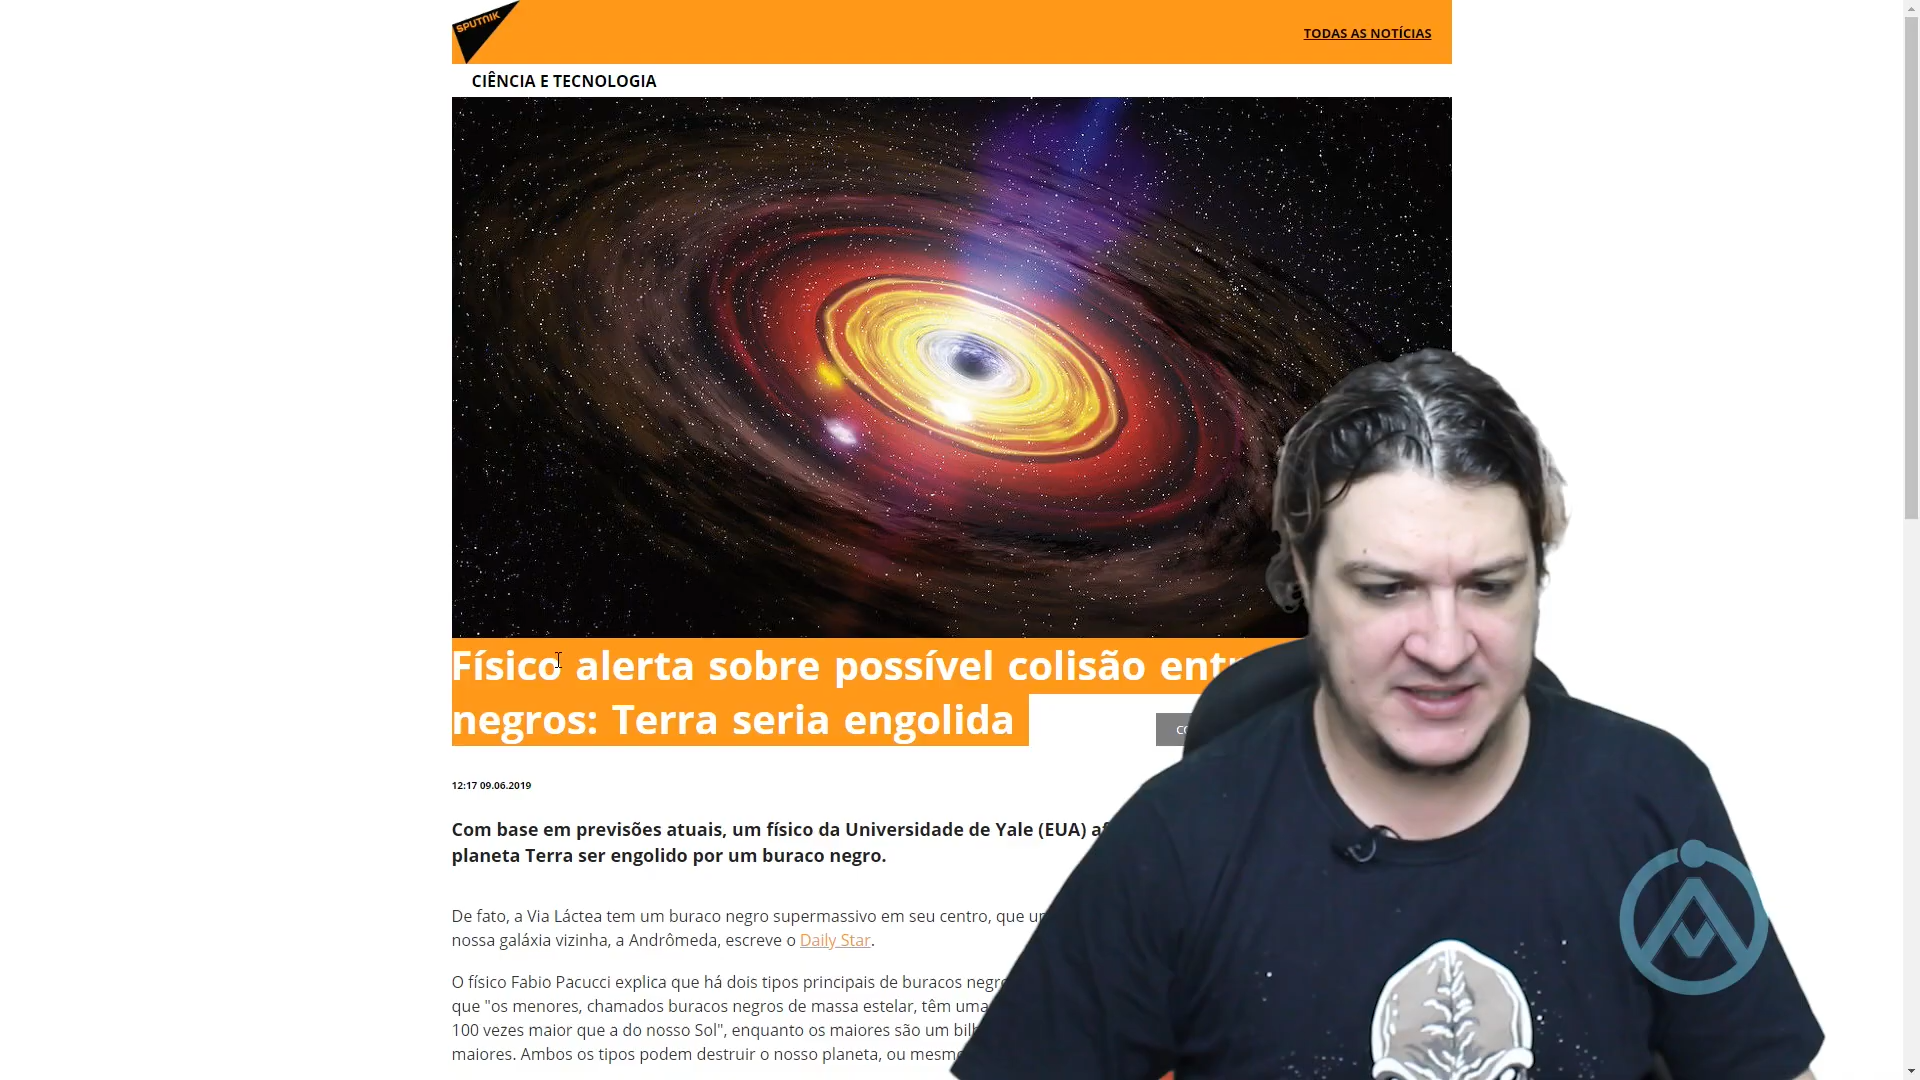 SPUTNIK
TODAS AS NOTÍCIAS
CIÊNCIA E TECNOLOGIA
Físico alerta sobre possível colisão
negros: Terra seria engolida
12:17 09.06.2019
Com base em previsões atuais, um físico da Universidade de Yale (EUA)
planeta Terra ser engolido por um buraco negro.
De fato, a Via Láctea tem um buraco negro supermassivo em seu centro, que
nossa galáxia vizinha, a Andrômeda, escreve o Daily Star.
O físico Fabio Pacucci explica que há dois tipos principais de buracos
que "os menores, chamados buracos negros de massa estelar, têm uma
100 vezes maior que a do nosso Sol", enquanto os maiores são um
maiores. Ambos os tipos podem destruir o nosso planeta, ou